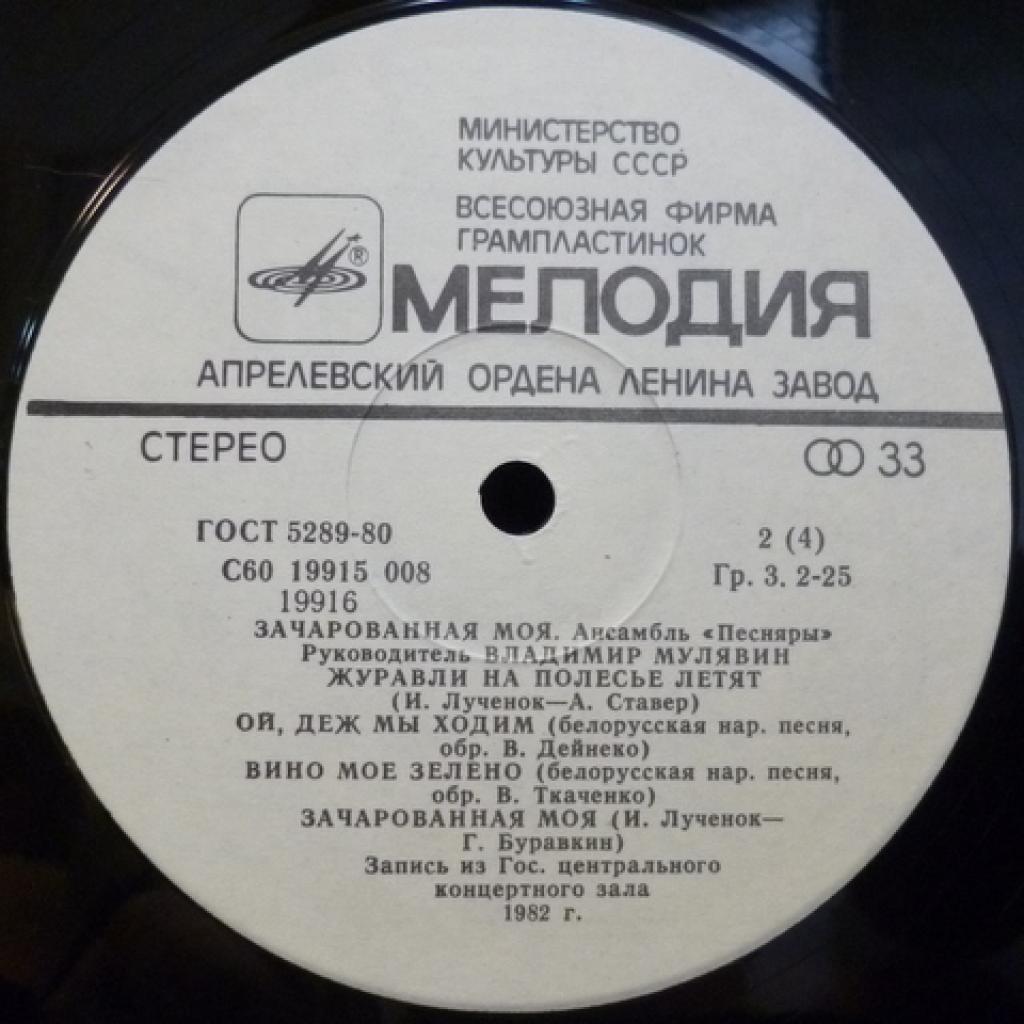 МИНИСТЕРСТВО
КУЛЬТУРЫ СССР
ВСЕСОЮЗНАЯ ФИРМА
ГРАМПЛАСТИНОК
®
МЕЛОДИЯ
АПРЕЛЕВСКИЙ ОРДЕНА ЛЕНИНА ЗАВОД
СТЕРЕО
33
ГОСТ 5289-80
2 (4)
С60 19915 008
Гр. 3. 2-25
19916
ЗАЧАРОВАННАЯ МОЯ. Ансамбль «Песняры»
Руководитель ВЛАДИМИР МУЛЯВИН
ЖУРАВЛИ НА ПОЛЕСЬЕ ЛЕТЯТ
(И. Лученок—А. Ставер)
ОЙ, ДЕЖ МЫ ХОДИМ (белорусская нар. песня,
обр. В. Дейнеко)
ВИНО МОЕ ЗЕЛЕНО (белорусская нар. песня,
обр. В. Ткаченко)
ЗАЧАРОВАННАЯ МОЯ (И. Лученок—
Г. Буравкин)
Запись из Гос. центрального
концертного зала
1982 г.